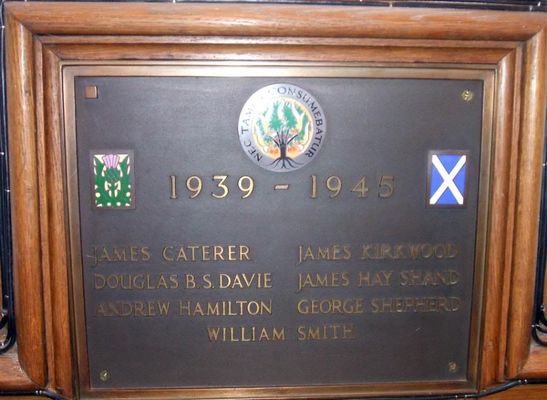 NEC TAMEN CONSUMEBATUR
1939 - 1945
JAMES CATERER JAMES KIRKWOOD
DOUGLAS B.S. DAVIE JAMES HAY SHAND
ANDREW HAMILTON GEORGE SHEPHERD
WILLIAM SMITH